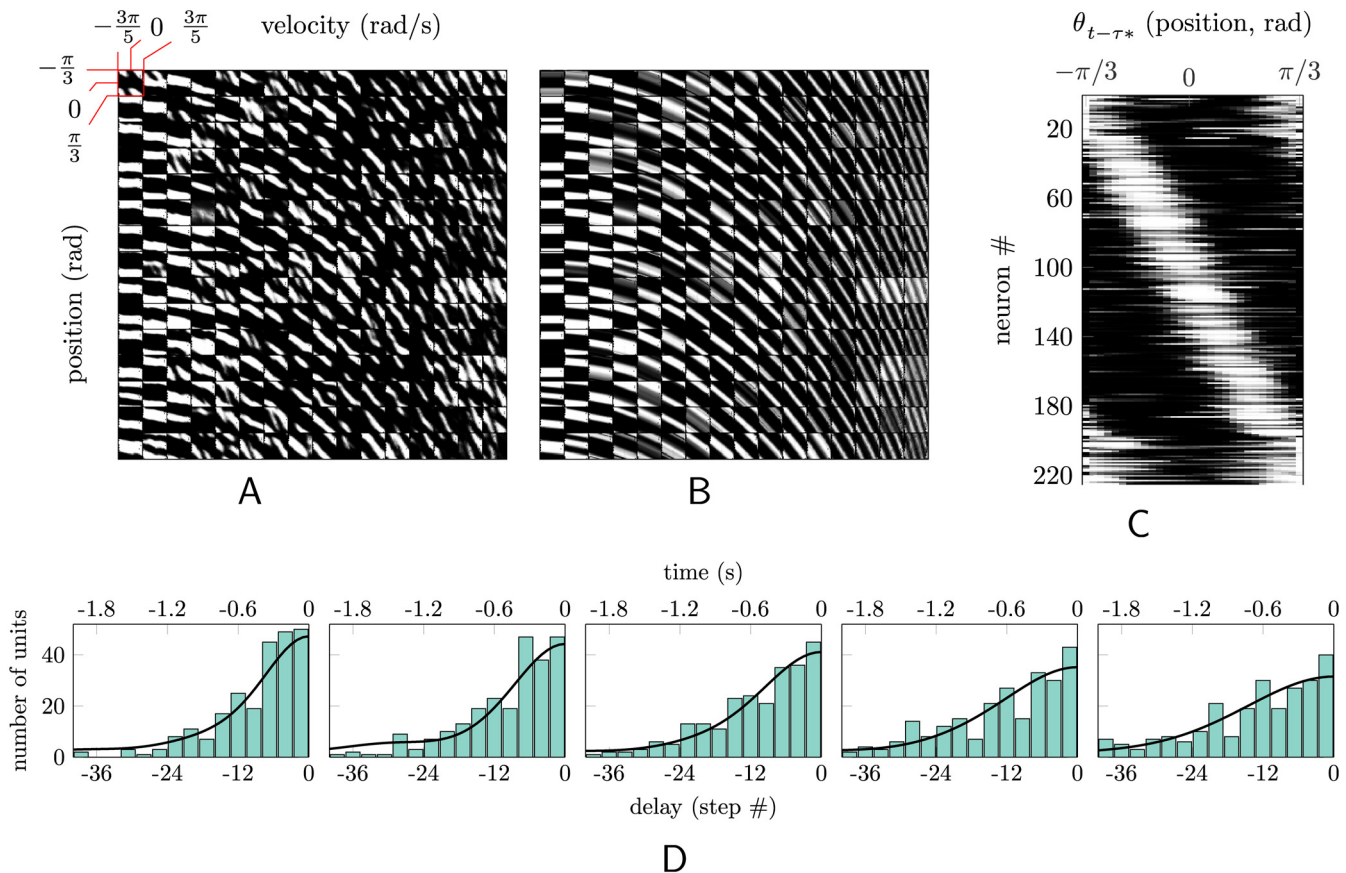 −3π/5 0 3π/5 velocity (rad/s)
−π/3
0
π/3
position (rad)
A
B
θt−τ∗ (position, rad)
−π/3 0 π/3
neuron #
20
60
100
140
180
220
C
time (s)
-1.8 -1.2 -0.6 0 -1.8 -1.2 -0.6 0 -1.8 -1.2 -0.6 0 -1.8 -1.2 -0.6 0 -1.8 -1.2 -0.6 0
number of units
40
20
0
-36 -24 -12 0 -36 -24 -12 0 -36 -24 -12 0 -36 -24 -12 0 -36 -24 -12 0
delay (step #)
D